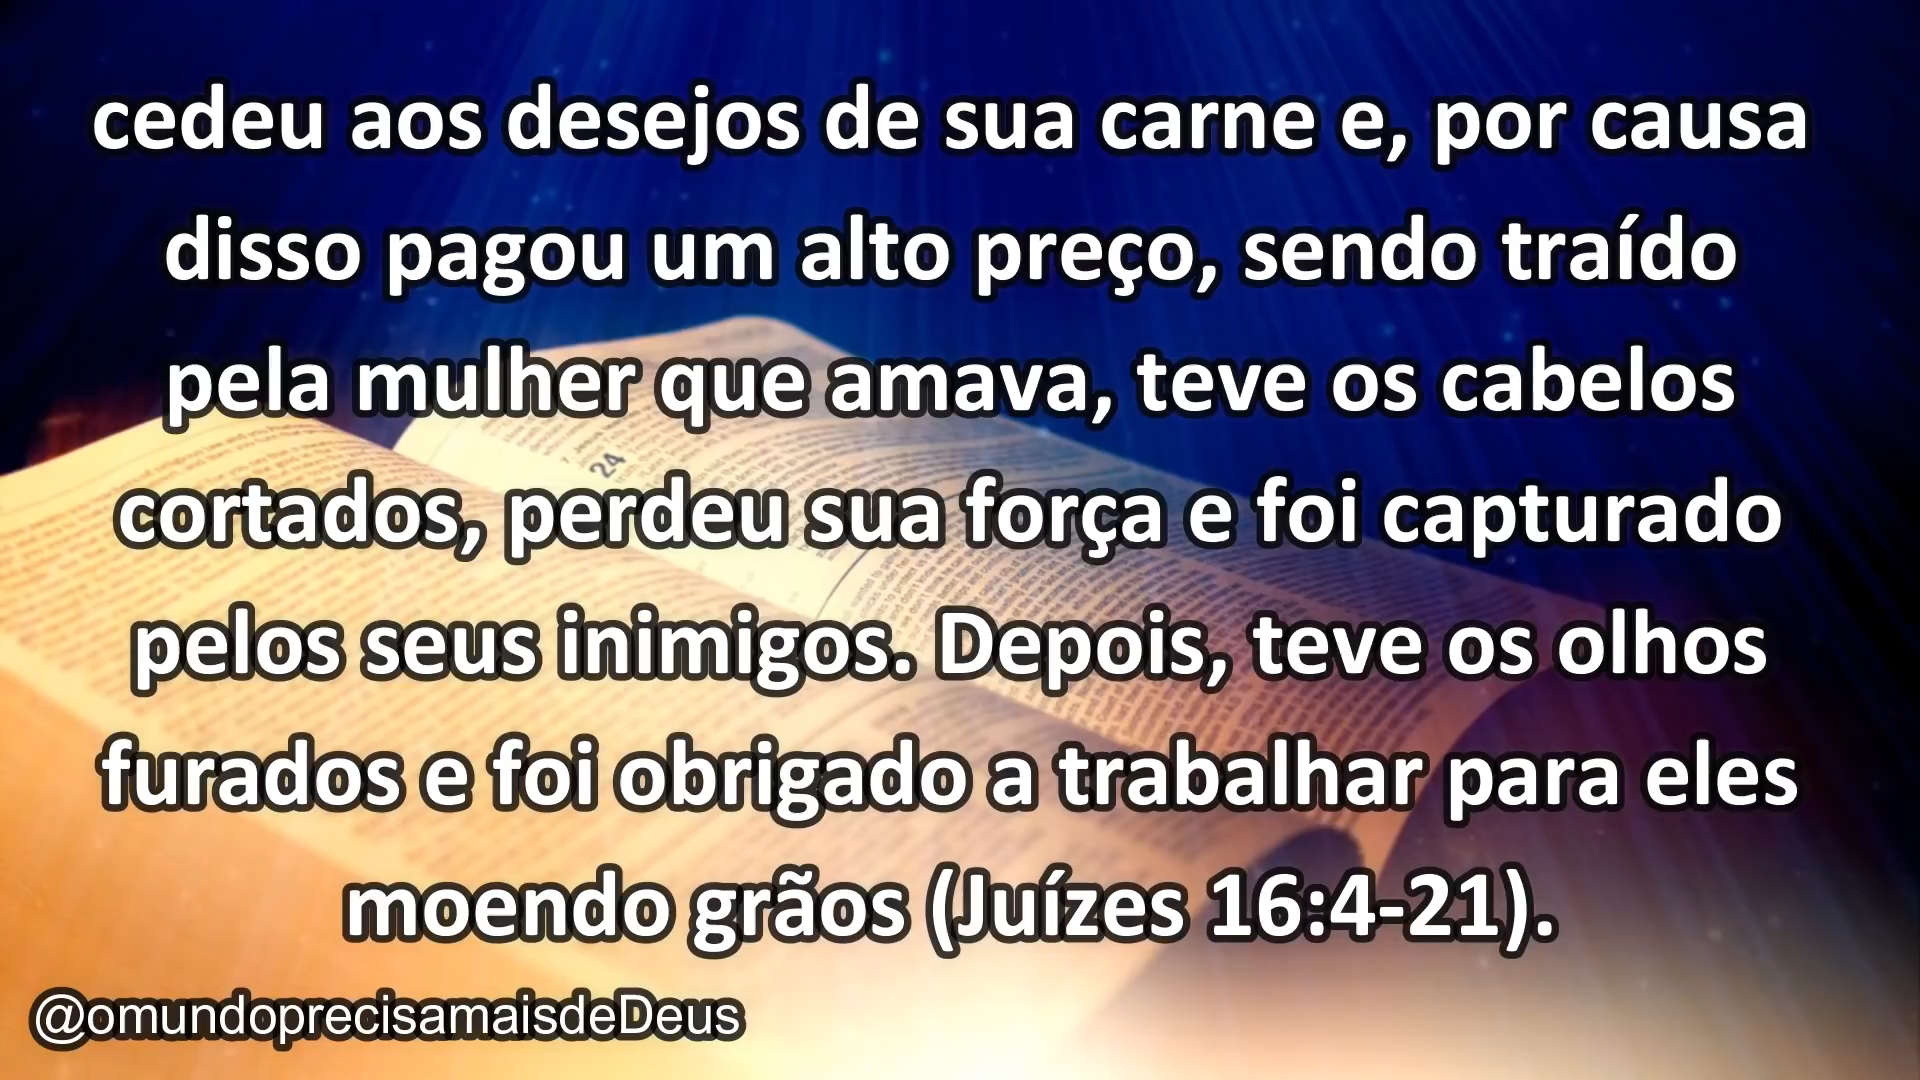 cedeu aos desejos de sua carne e, por causa
disso pagou um alto preço, sendo traído
pela mulher que amava, teve os cabelos
cortados, perdeu sua força e foi capturado
pelos seus inimigos. Depois, teve os olhos
furados e foi obrigado a trabalhar para eles
moendo grãos (Juízes 16:4-21).
24
@omundoprecisamaisdeDeus